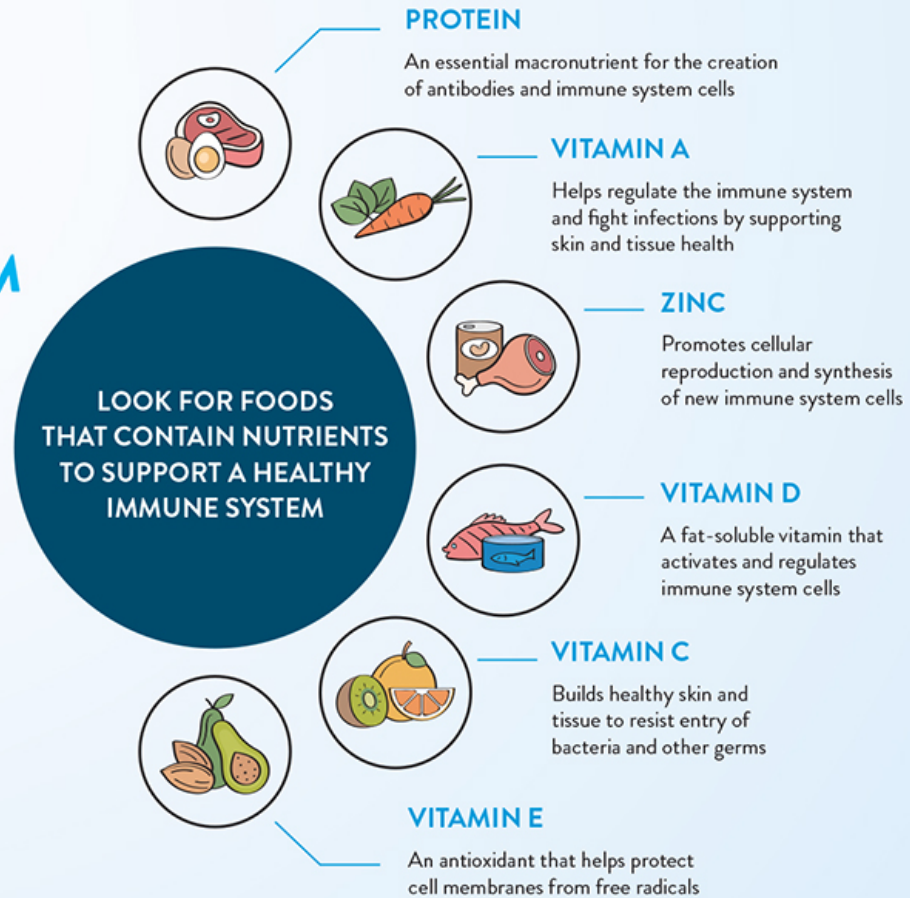 PROTEIN
An essential macronutrient for the creation
of antibodies and immune system cells
VITAMIN A
Helps regulate the immune system
and fight infections by supporting
skin and tissue health
ZINC
Promotes cellular
reproduction and synthesis
of new immune system cells
LOOK FOR FOODS
THAT CONTAIN NUTRIENTS
TO SUPPORT A HEALTHY
IMMUNE SYSTEM
VITAMIN D
A fat-soluble vitamin that
activates and regulates
immune system cells
VITAMIN C
Builds healthy skin and
tissue to resist entry of
bacteria and other germs
VITAMIN E
An antioxidant that helps protect
cell membranes from free radicals